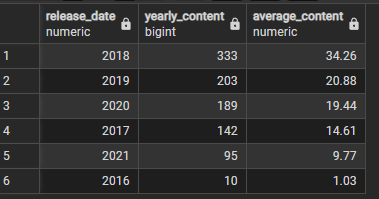 release_date yearly_content average_content
numeric bigint numeric
1 2018 333 34.26
2 2019 203 20.88
3 2020 189 19.44
4 2017 142 14.61
5 2021 95 9.77
6 2016 10 1.03